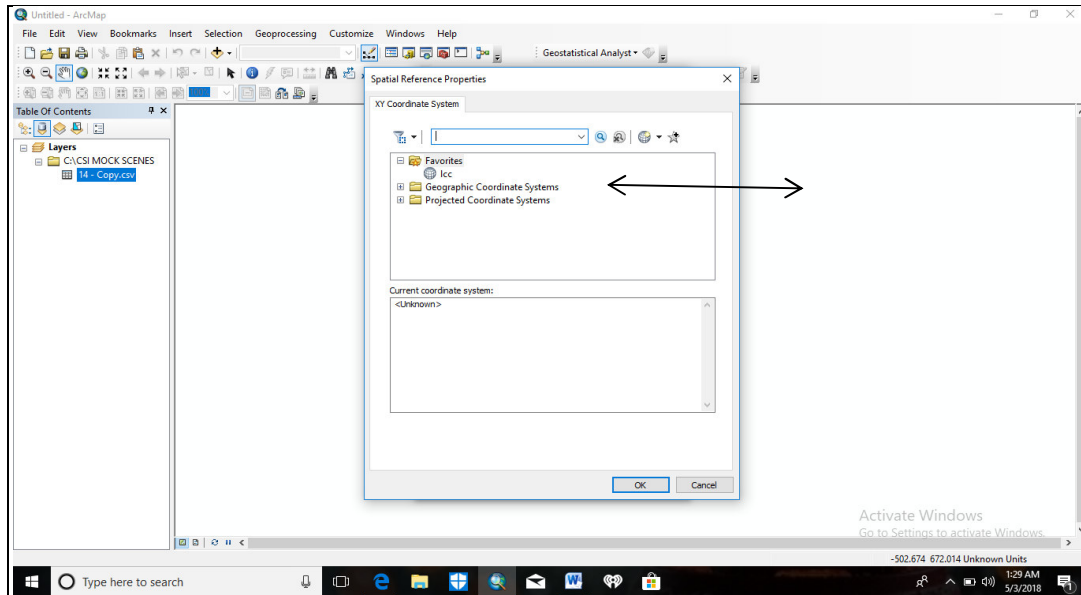 Untitled - ArcMap
File Edit View Bookmarks Insert Selection Geoprocessing Customize Windows Help
Geostatistical Analyst
Table Of Contents
Layers
C:\CSI MOCK SCENES
14 - Copy.csv
Spatial Reference Properties
XY Coordinate System
Favorites
lcc
Geographic Coordinate Systems
Projected Coordinate Systems
Current coordinate system:
<Unknown>
OK Cancel
Activate Windows
Go to Settings to activate Windows.
-502.674 672.014 Unknown Units
Type here to search
1:29 AM
5/3/2018